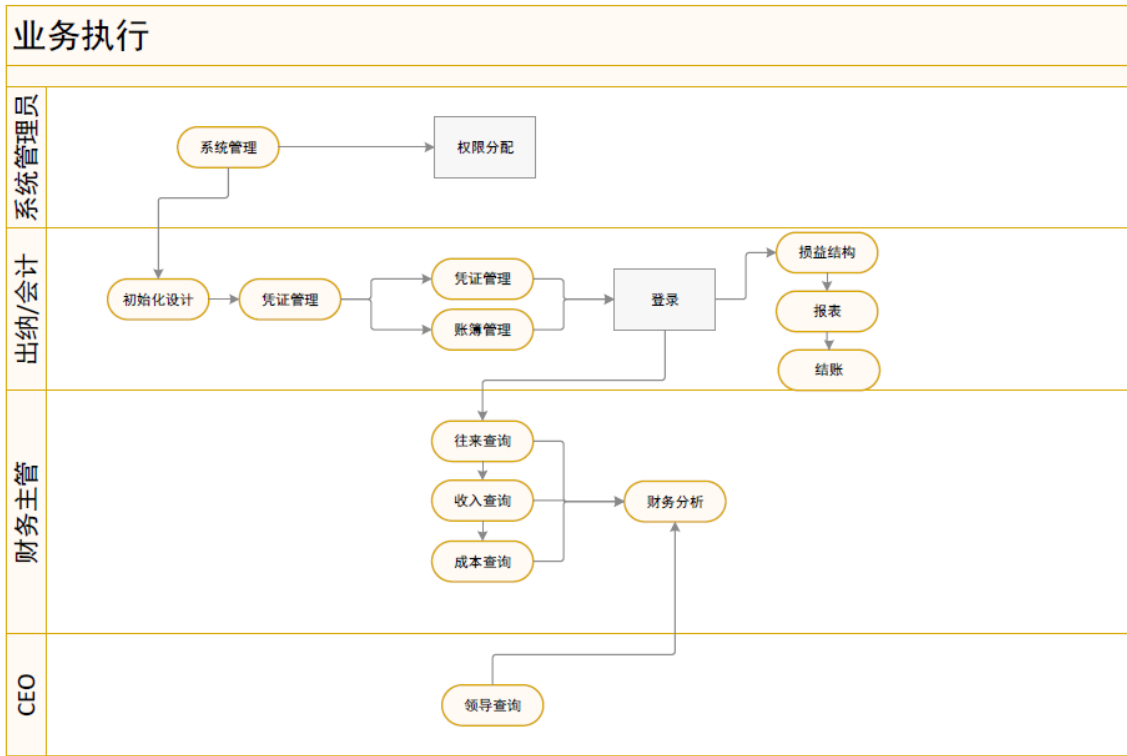 业务执行
系统管理员
系统管理
权限分配
出纳/会计
初始化设计
凭证管理
凭证管理
账簿管理
登录
损益结构
报表
结账
财务主管
往来查询
收入查询
成本查询
财务分析
CEO
领导查询